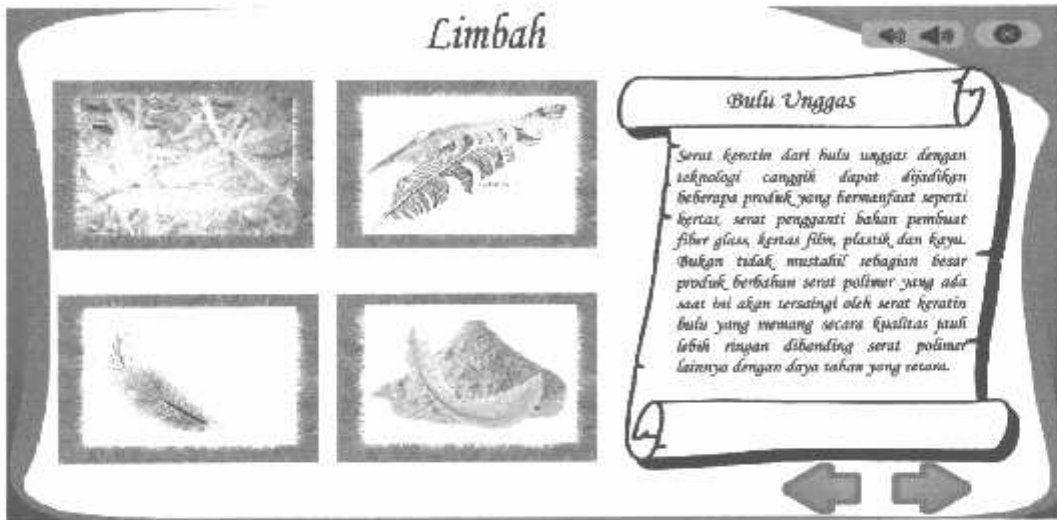 Limbah
Bulu Unggas
Serat keratin dari bulu unggas dengan
teknologi canggih dapat dijadikan
beberapa produk yang bermanfaat seperti
kertas, serat pengganti bahan pembuat
fiber glass, kertas film, plastik dan kayu.
Bukan tidak mustahil sebagian besar
produk berbahan serat polimer yang ada
saat ini akan tersaingi oleh serat keratin
bulu yang memang secara kualitas jauh
lebih ringan dibanding serat polimer
lainnya dengan daya tahan yang setara.